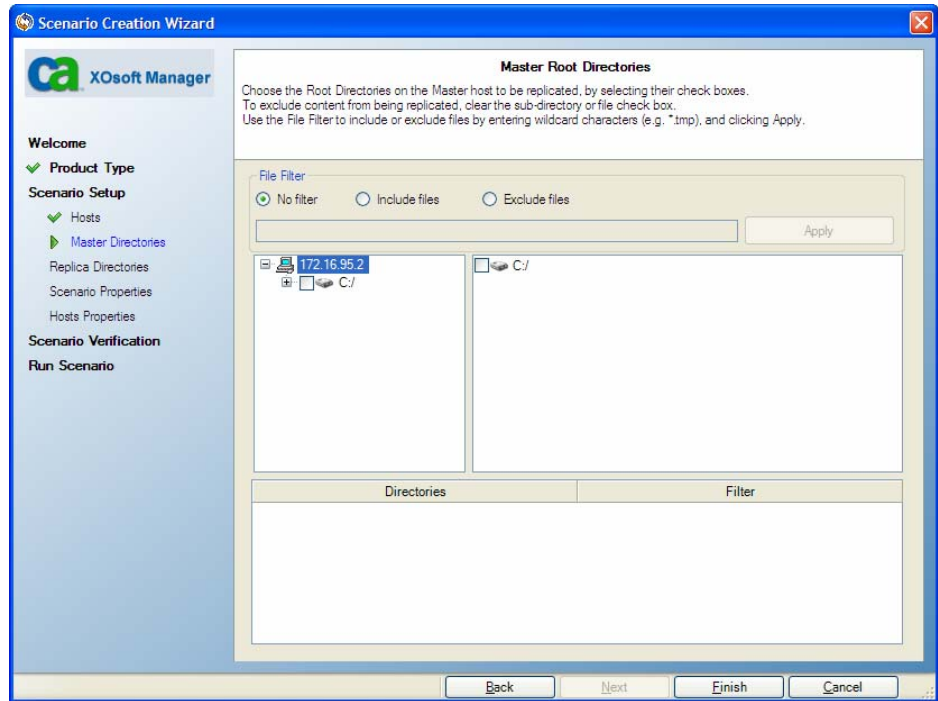 Scenario Creation Wizard
ca XOsoft Manager
Welcome
Product Type
Scenario Setup
Hosts
Master Directories
Replica Directories
Scenario Properties
Hosts Properties
Scenario Verification
Run Scenario
Master Root Directories
Choose the Root Directories on the Master host to be replicated, by selecting their check boxes.
To exclude content from being replicated, clear the sub-directory or file check box.
Use the File Filter to include or exclude files by entering wildcard characters (e.g. *.tmp), and clicking Apply.
File Filter
No filter Include files Exclude files
Apply
172.16.95.2
C:/
C:/
Directories Filter
Back Next Finish Cancel